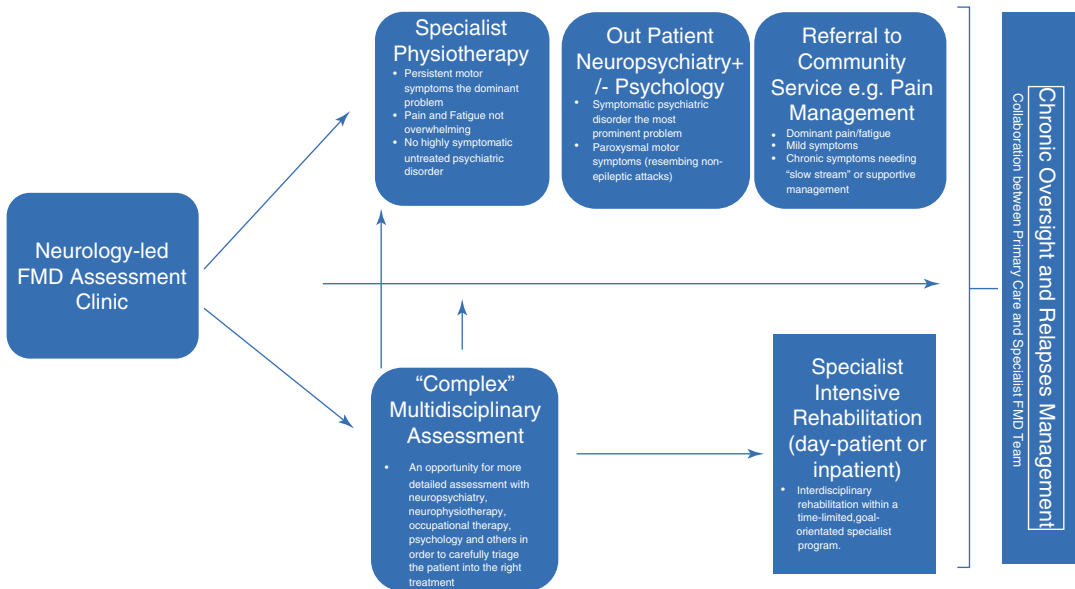 Neurology-led
FMD Assessment
Clinic
Specialist
Physiotherapy
• Persistent motor
symptoms the dominant
problem
• Pain and Fatigue not
overwhelming
• No highly symptomatic
untreated psychiatric
disorder
Out Patient
Neuropsychiatry+
/- Psychology
• Symptomatic psychiatric
disorder the most
prominent problem
• Paroxysmal motor
symptoms (resembing non-
epileptic attacks)
Referral to
Community
Service e.g. Pain
Management
• Dominant pain/fatigue
• Mild symptoms
• Chronic symptoms needing
“slow stream” or supportive
management
“Complex”
Multidisciplinary
Assessment
• An opportunity for more
detailed assessment with
neuropsychiatry,
neurophysiotherapy,
occupational therapy,
psychology and others in
order to carefully triage
the patient into the right
treatment
Specialist
Intensive
Rehabilitation
(day-patient or
inpatient)
• Interdisciplinary
rehabilitation within a
time-limited,goal-
orientated specialist
program.
Chronic Oversight and Relapses Management
Collaboration between Primary Care and Specialist FMD Team